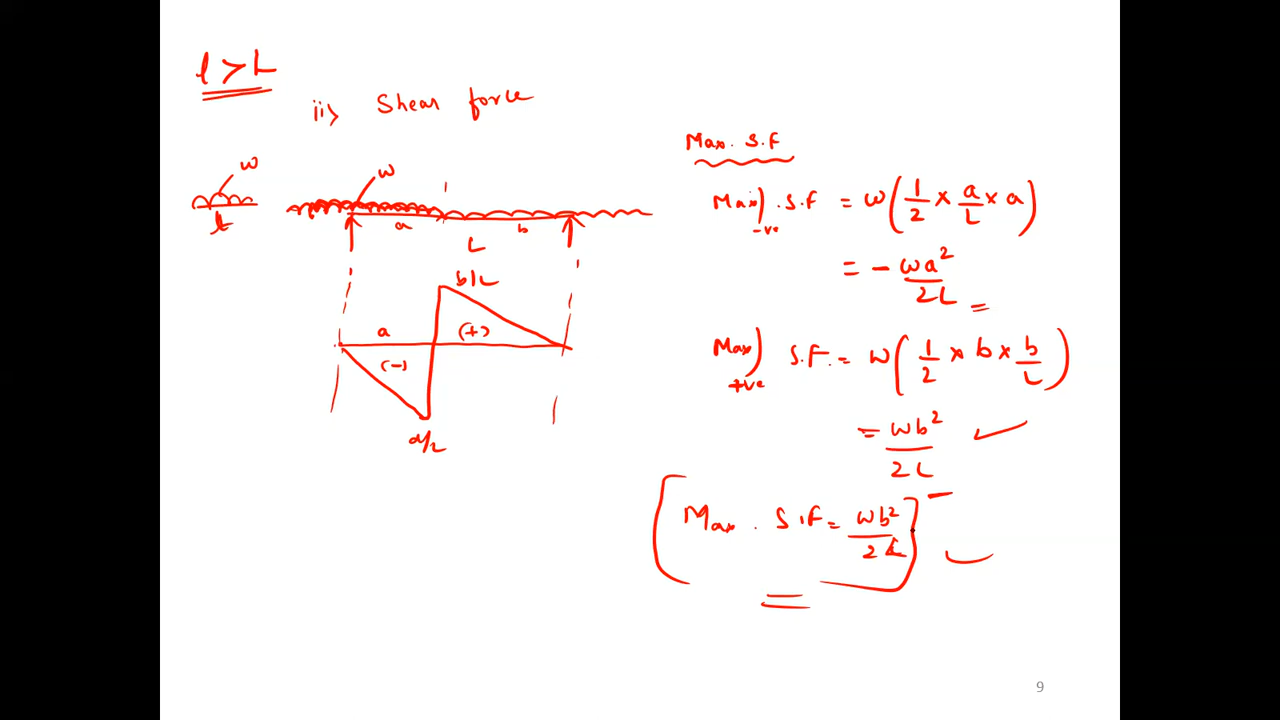 l > L
ii) Shear force
w
l
w
a
b
L
b/L
a
(+)
(-)
a/L
Max. S.F
Max)-ve S.F = w(1/2 × a/L × a)
= - wa²/2L
Max)+ve S.F. = w(1/2 × b × b/L)
= wb²/2L ✓
[Max. S.F = wb²/2L]
9